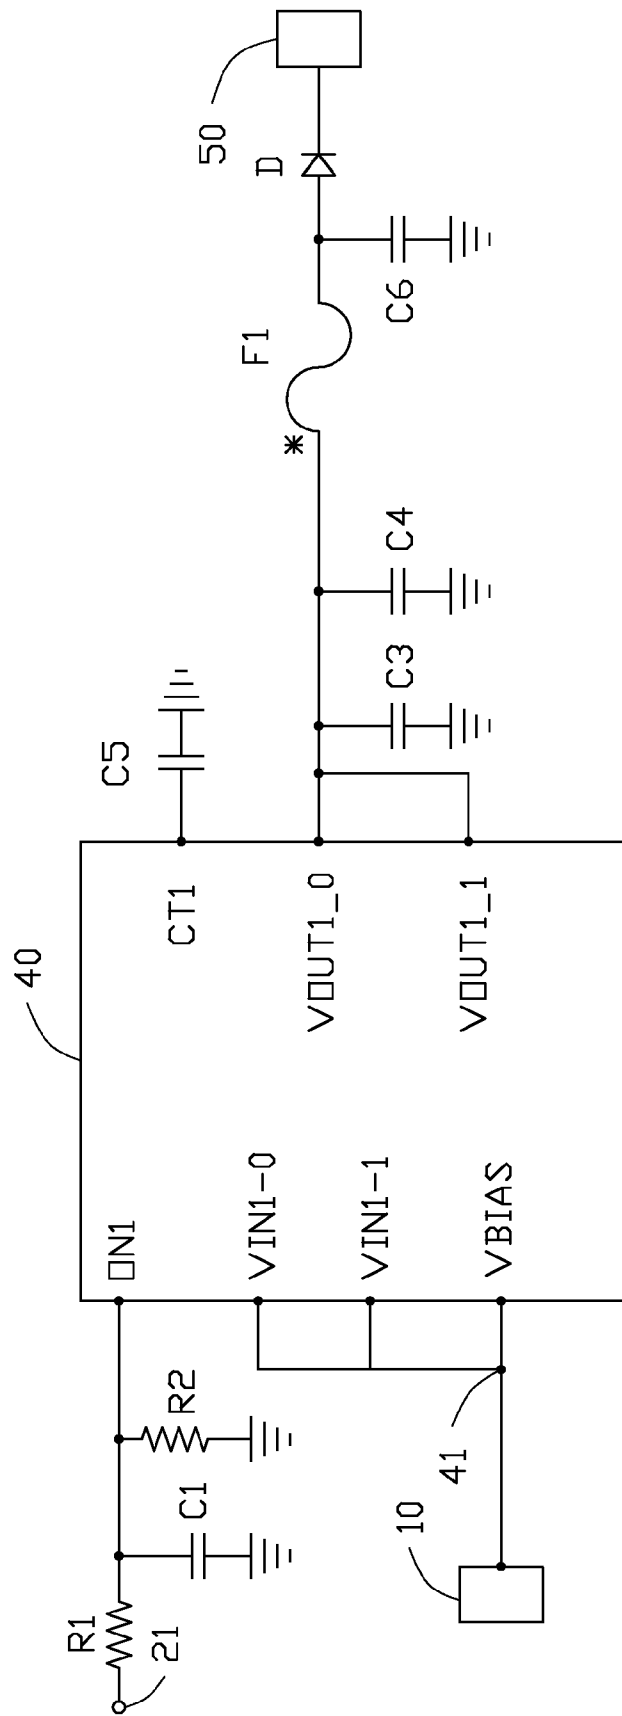 50
D
C6
F1
*
C4
C3
C5
40
CT1
VOUT1_0
VOUT1_1
ON1
VIN1-0
VIN1-1
VBIAS
R2
C1
R1
21
41
10